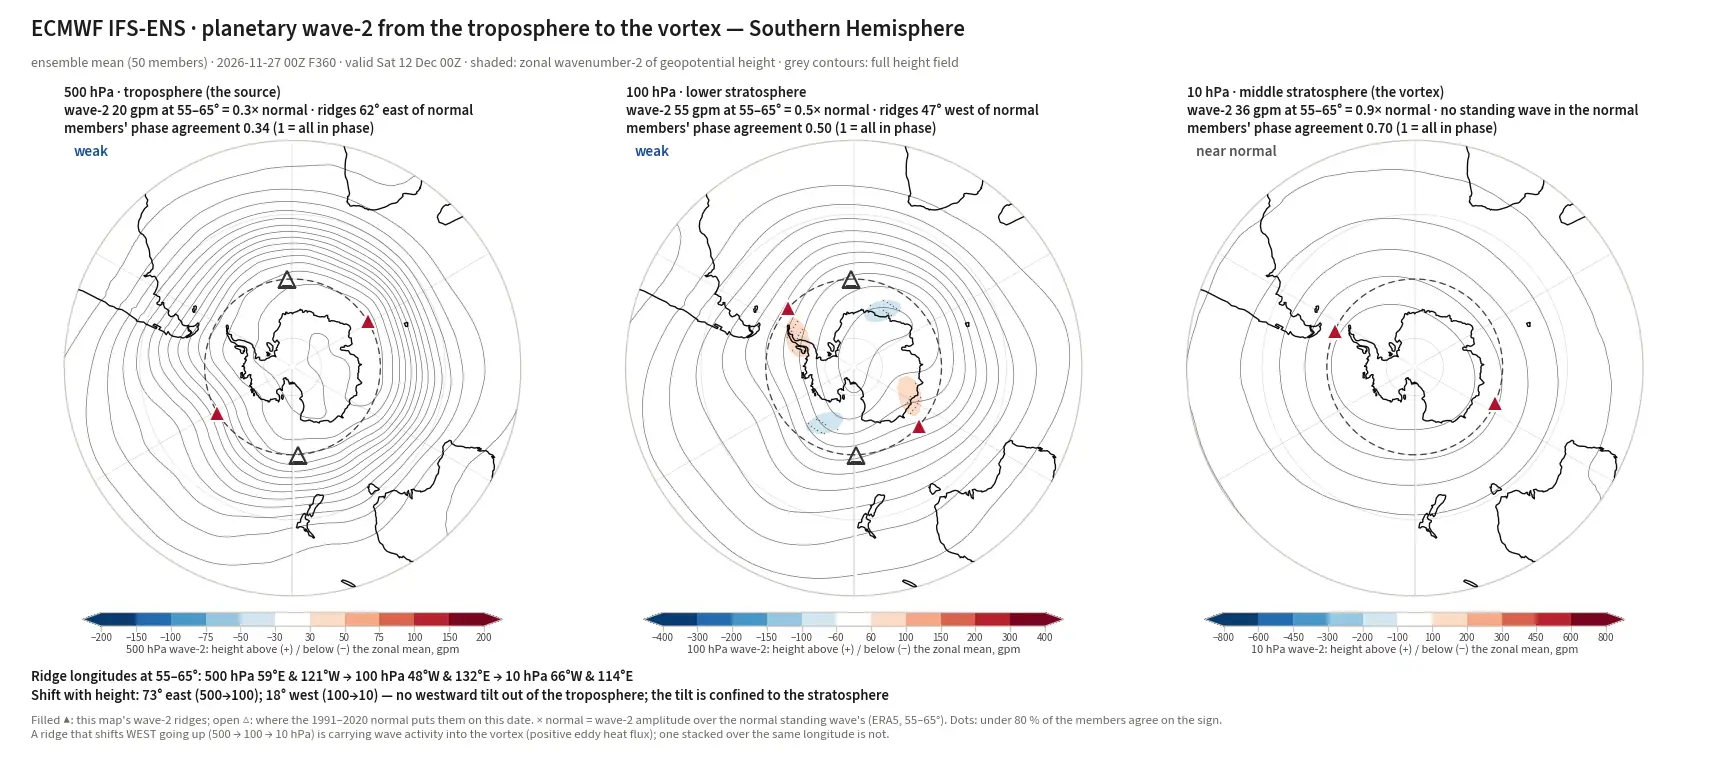 ECMWF IFS-ENS · planetary wave-2 from the troposphere to the vortex — Southern Hemisphere
ensemble mean (50 members) · 2026-11-27 00Z F360 · valid Sat 12 Dec 00Z · shaded: zonal wavenumber-2 of geopotential height · grey contours: full height field
500 hPa · troposphere (the source)
wave-2 20 gpm at 55–65° = 0.3× normal · ridges 62° east of normal
members' phase agreement 0.34 (1 = all in phase)
weak
100 hPa · lower stratosphere
wave-2 55 gpm at 55–65° = 0.5× normal · ridges 47° west of normal
members' phase agreement 0.50 (1 = all in phase)
weak
10 hPa · middle stratosphere (the vortex)
wave-2 36 gpm at 55–65° = 0.9× normal · no standing wave in the normal
members' phase agreement 0.70 (1 = all in phase)
near normal
−200 −150 −100 −75 −50 −30 30 50 75 100 150 200
500 hPa wave-2: height above (+) / below (−) the zonal mean, gpm
−400 −300 −200 −150 −100 −60 60 100 150 200 300 400
100 hPa wave-2: height above (+) / below (−) the zonal mean, gpm
−800 −600 −450 −300 −200 −100 100 200 300 450 600 800
10 hPa wave-2: height above (+) / below (−) the zonal mean, gpm
Ridge longitudes at 55–65°: 500 hPa 59°E & 121°W → 100 hPa 48°W & 132°E → 10 hPa 66°W & 114°E
Shift with height: 73° east (500→100); 18° west (100→10) — no westward tilt out of the troposphere; the tilt is confined to the stratosphere
Filled ▲: this map's wave-2 ridges; open △: where the 1991–2020 normal puts them on this date. × normal = wave-2 amplitude over the normal standing wave's (ERA5, 55–65°). Dots: under 80 % of the members agree on the sign.
A ridge that shifts WEST going up (500 → 100 → 10 hPa) is carrying wave activity into the vortex (positive eddy heat flux); one stacked over the same longitude is not.